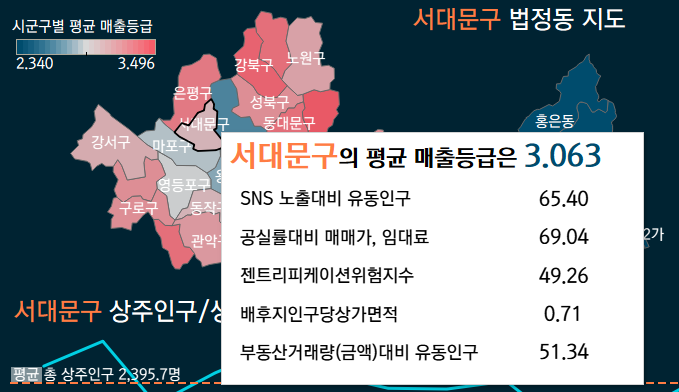 시군구별 평균 매출등급
2,340 3,496
서대문구 법정동 지도
노원구
강북구
은평구
성북구
서대문구
동대문구
홍은동
강서구
마포구
영등포구
구로구
동작구
관악구
2가
서대문구의 평균 매출등급은 3.063
SNS 노출대비 유동인구 65.40
공실률대비 매매가, 임대료 69.04
젠트리피케이션위험지수 49.26
배후지인구당상가면적 0.71
부동산거래량(금액)대비 유동인구 51.34
서대문구 상주인구/상
평균 총 상주인구 2,395.7명